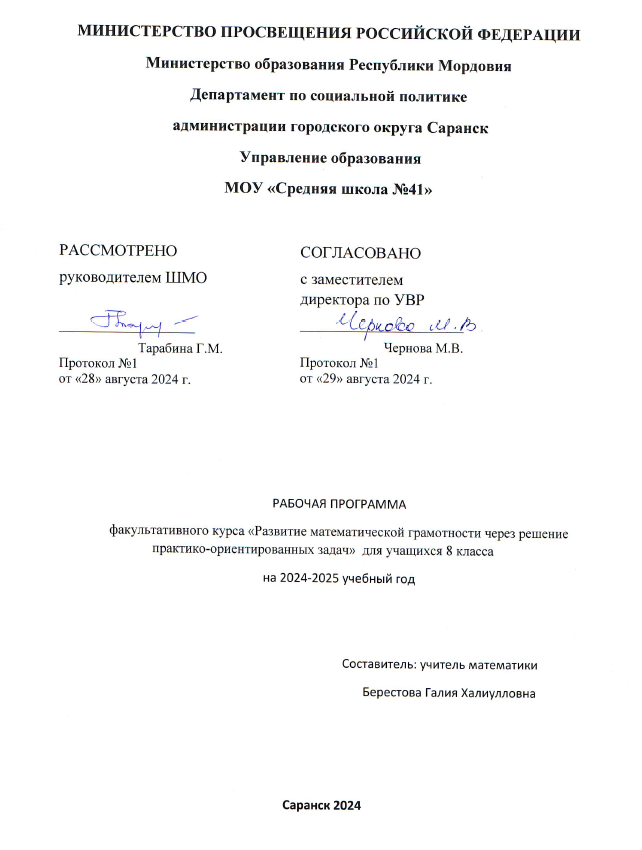 МИНИСТЕРСТВО ПРОСВЕЩЕНИЯ РОССИЙСКОЙ ФЕДЕРАЦИИ
Министерство образования Республики Мордовия
Департамент по социальной политике
администрации городского округа Саранск
Управление образования
МОУ «Средняя школа №41»
РАССМОТРЕНО
руководителем ШМО
Тарабина Г.М.
Протокол №1
от «28» августа 2024 г.
СОГЛАСОВАНО
с заместителем
директора по УВР
Чернова М.В
Чернова М.В.
Протокол №1
от «29» августа 2024 г.
РАБОЧАЯ ПРОГРАММА
факультативного курса «Развитие математической грамотности через решение
практико-ориентированных задач» для учащихся 8 класса
на 2024-2025 учебный год
Составитель: учитель математики
Берестова Галия Халиулловна
Саранск 2024